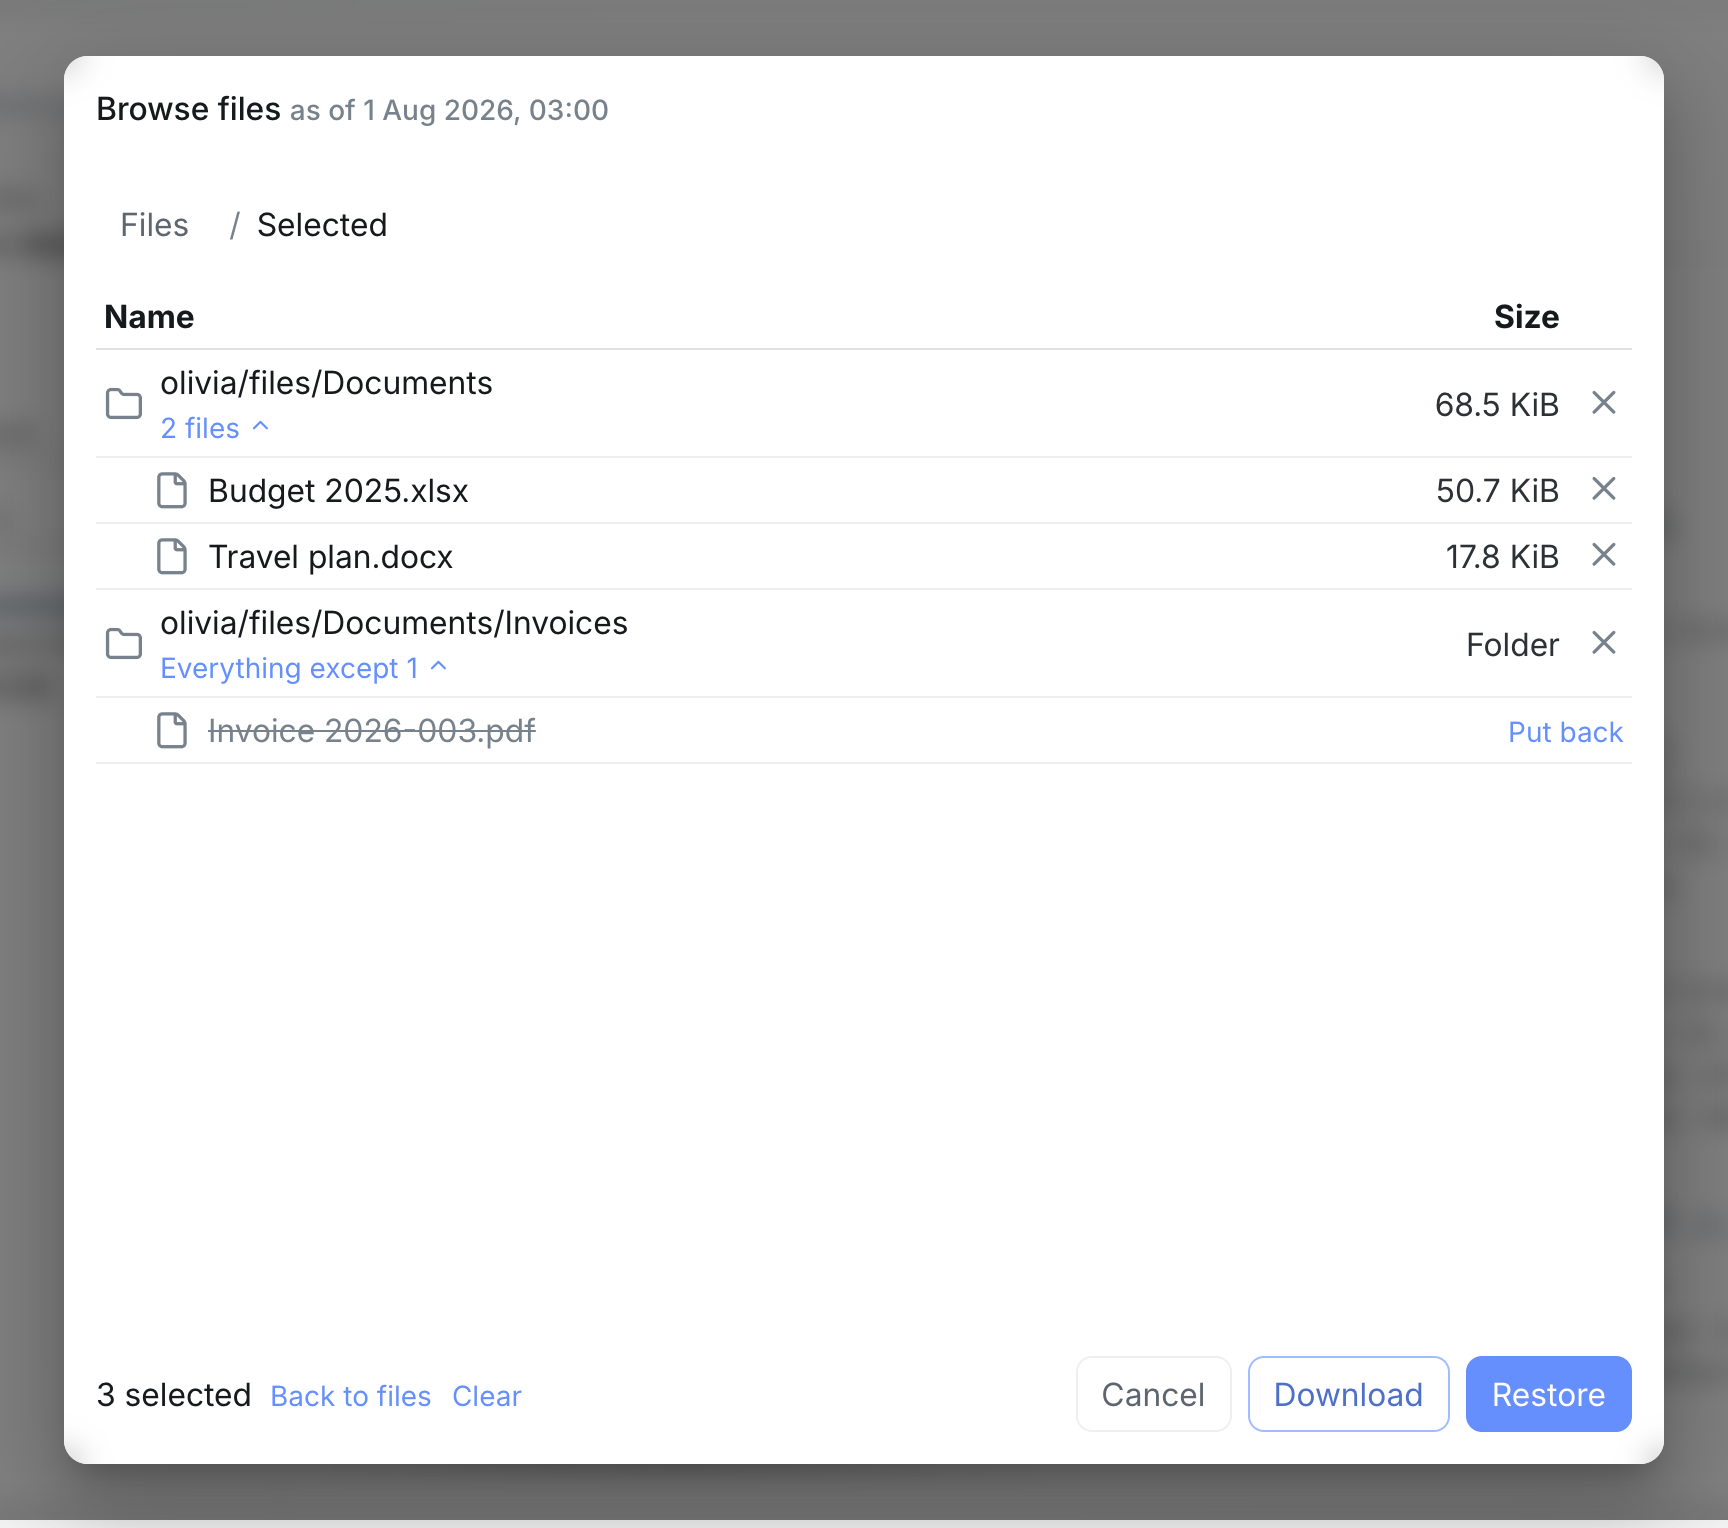 Browse files as of 1 Aug 2026, 03:00
Files / Selected
Name Size
olivia/files/Documents
2 files
68.5 KiB
Budget 2025.xlsx 50.7 KiB
Travel plan.docx 17.8 KiB
olivia/files/Documents/Invoices
Everything except 1
Folder
Invoice 2026-003.pdf Put back
3 selected Back to files Clear Cancel Download Restore